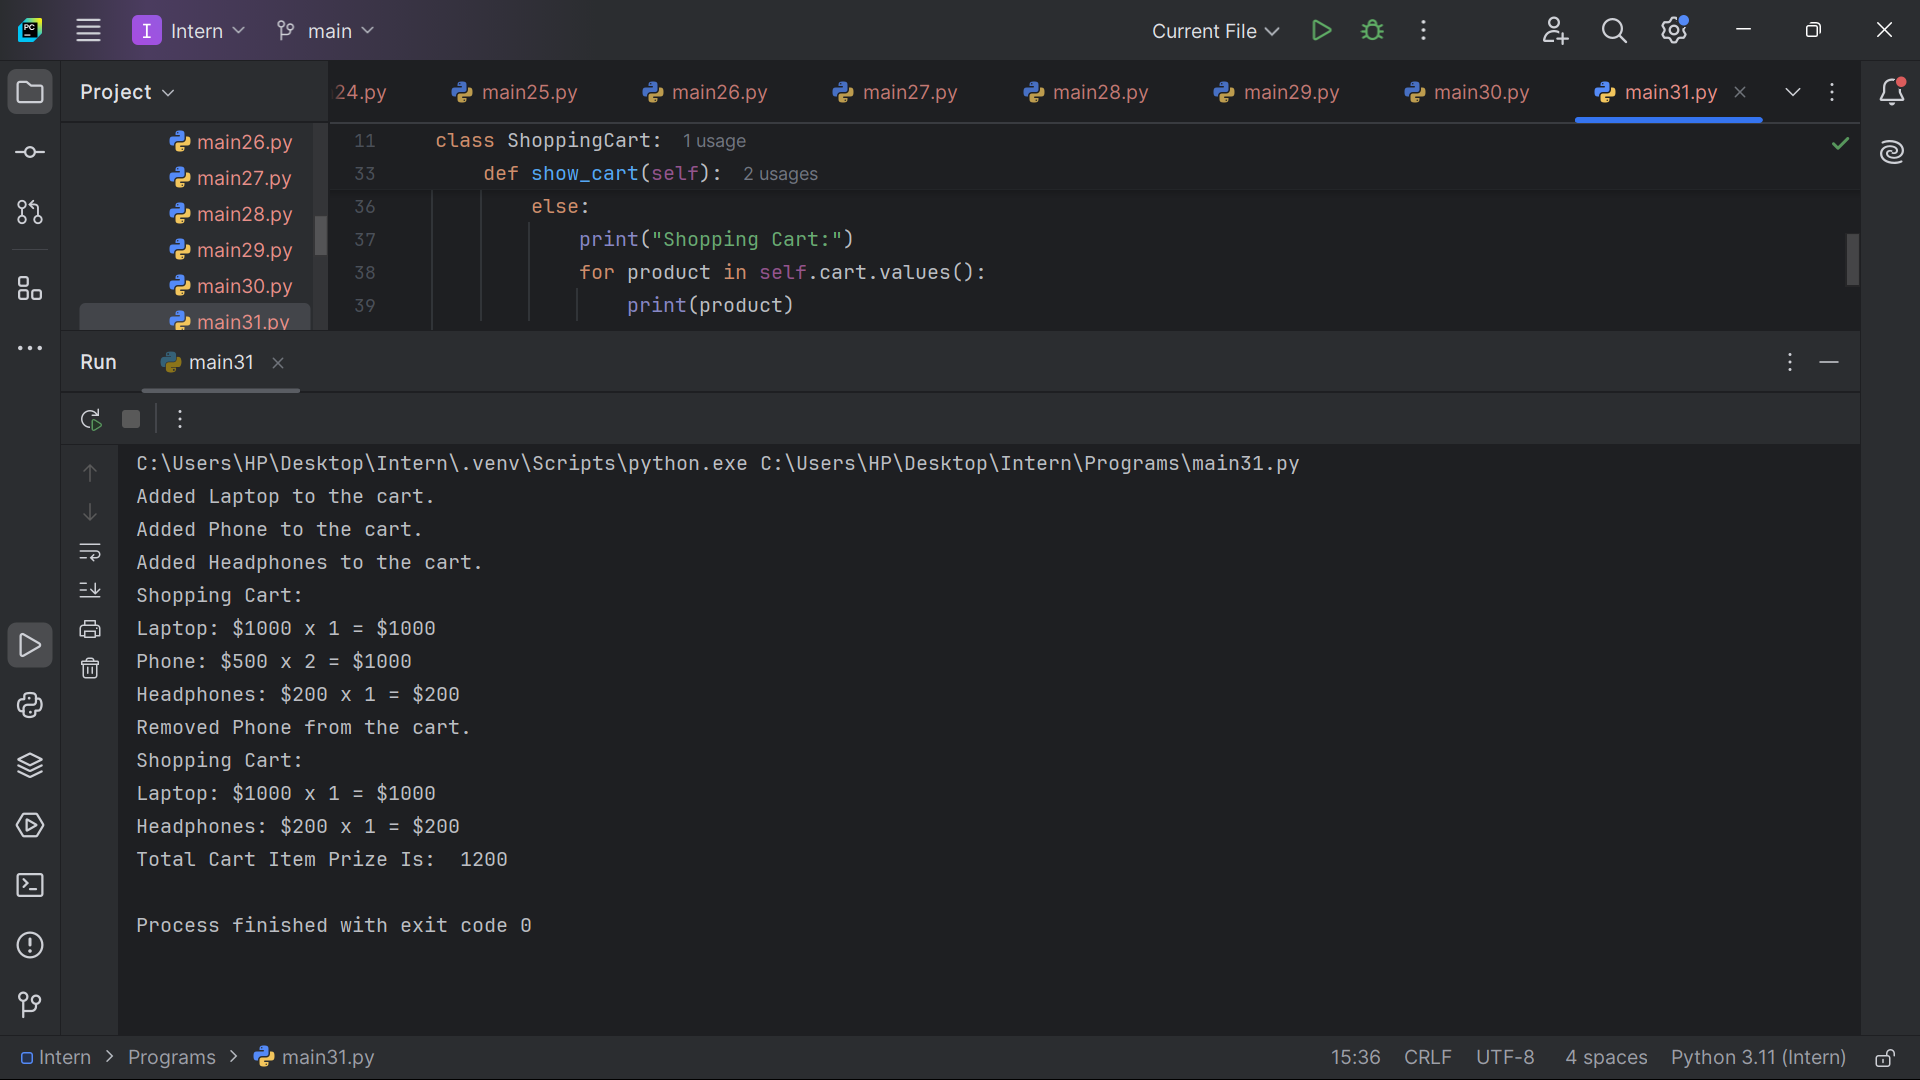 PC
I Intern main
Current File
Project
24.py main25.py main26.py main27.py main28.py main29.py main30.py main31.py
main26.py
main27.py
main28.py
main29.py
main30.py
main31.py
11 class ShoppingCart: 1 usage
33 def show_cart(self): 2 usages
36 else:
37 print("Shopping Cart:")
38 for product in self.cart.values():
39 print(product)
Run main31
C:\Users\HP\Desktop\Intern\.venv\Scripts\python.exe C:\Users\HP\Desktop\Intern\Programs\main31.py
Added Laptop to the cart.
Added Phone to the cart.
Added Headphones to the cart.
Shopping Cart:
Laptop: $1000 x 1 = $1000
Phone: $500 x 2 = $1000
Headphones: $200 x 1 = $200
Removed Phone from the cart.
Shopping Cart:
Laptop: $1000 x 1 = $1000
Headphones: $200 x 1 = $200
Total Cart Item Prize Is:  1200
Process finished with exit code 0
Intern > Programs > main31.py
15:36 CRLF UTF-8 4 spaces Python 3.11 (Intern)